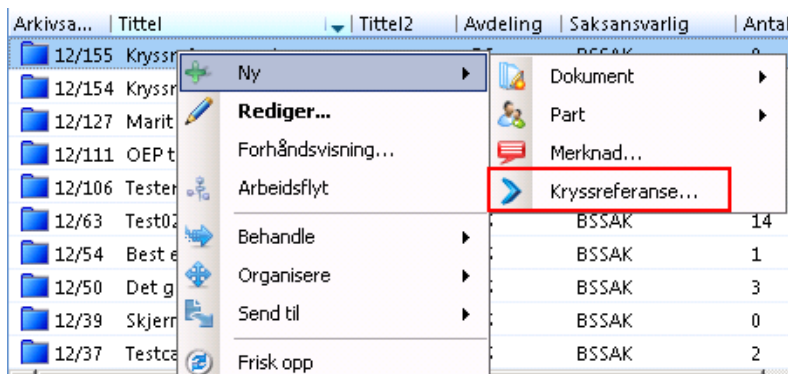 Arkivsa... Tittel Tittel2 Avdeling Saksansvarlig Antal
12/155 Kryssr
12/154 Kryssr
12/127 Marit
12/111 OEP t
12/106 Tester
12/63 Test02 BSSAK 14
12/54 Best e BSSAK 1
12/50 Det g BSSAK 3
12/39 Skjerm BSSAK 0
12/37 Testca BSSAK 2
Ny
Rediger...
Forhåndsvisning...
Arbeidsflyt
Behandle
Organisere
Send til
Frisk opp
Dokument
Part
Merknad...
Kryssreferanse...